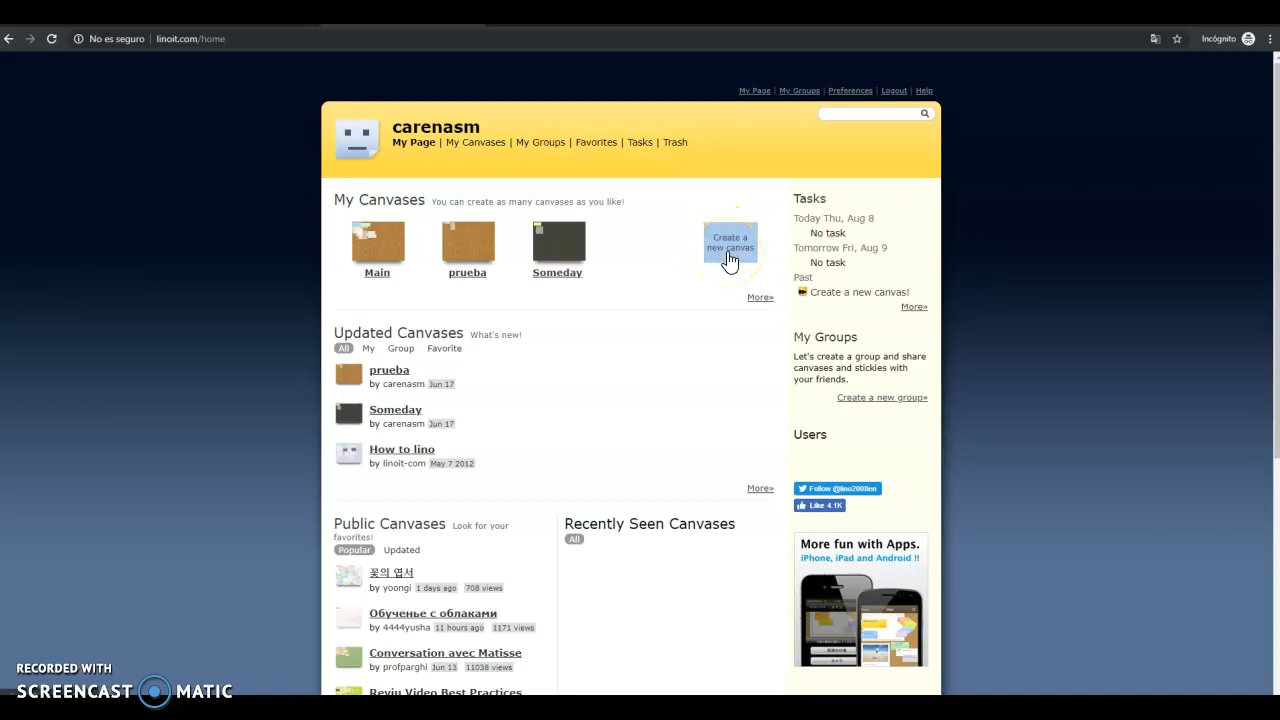 No es seguro | linoit.com/home
Incógnito
My Page | My Groups | Preferences | Logout | Help
carenasm
My Page | My Canvases | My Groups | Favorites | Tasks | Trash
My Canvases You can create as many canvases as you like!
Create a
new canvas
Main
prueba
Someday
More»
Updated Canvases What's new!
All My Group Favorite
prueba
by carenasm Jun 17
Someday
by carenasm Jun 17
How to lino
by linoit-com May 7 2012
More»
Public Canvases Look for your
favorites!
Popular Updated
꽃의 엽서
by yoongi 1 days ago 708 views
Обученье с облаками
by 4444yusha 11 hours ago 1171 views
Conversation avec Matisse
by profparghi Jun 13 11038 views
Reviu Video Best Practices
Recently Seen Canvases
All
Tasks
Today Thu, Aug 8
No task
Tomorrow Fri, Aug 9
No task
Past
Create a new canvas!
More»
My Groups
Let's create a group and share
canvases and stickies with
your friends.
Create a new group»
Users
Follow @lino2008en
Like 4.1K
More fun with Apps.
iPhone, iPad and Android !!
RECORDED WITH
SCREENCAST MATIC